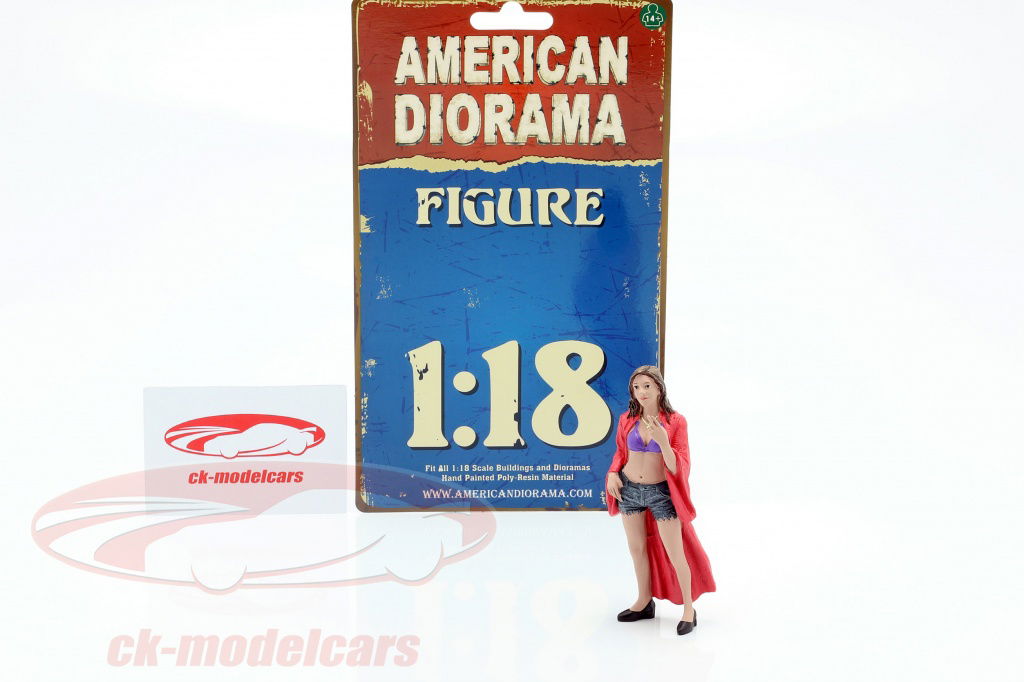 14+
AMERICAN
DIORAMA
FIGURE
1:18
Fit All 1:18 Scale Buildings and Dioramas
Hand Painted Poly-Resin Material
WWW.AMERICANDIORAMA.COM
ck-modelcars
ck-modelcars